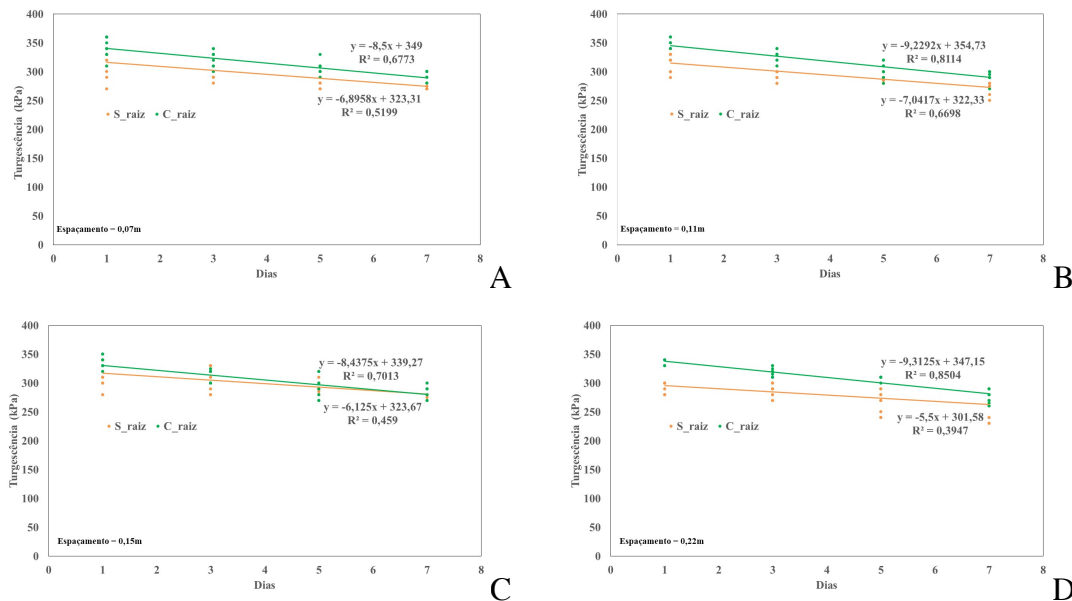 400
350
300
250
200
150
100
50
0
Turgescência (kPa)
y = -8,5x + 349
R² = 0,6773
y = -6,8958x + 323,31
R² = 0,5199
S_raiz C_raiz
Espaçamento = 0,07m
0 1 2 3 4 5 6 7 8
Dias
A
400
350
300
250
200
150
100
50
0
Turgescência (kPa)
y = -9,2292x + 354,73
R² = 0,8114
y = -7,0417x + 322,33
R² = 0,6698
S_raiz C_raiz
Espaçamento = 0,11m
0 1 2 3 4 5 6 7 8
Dias
B
400
350
300
250
200
150
100
50
0
Turgescência (kPa)
y = -8,4375x + 339,27
R² = 0,7013
y = -6,125x + 323,67
R² = 0,459
S_raiz C_raiz
Espaçamento = 0,15m
0 1 2 3 4 5 6 7 8
Dias
C
400
350
300
250
200
150
100
50
0
Turgescência (kPa)
y = -9,3125x + 347,15
R² = 0,8504
y = -5,5x + 301,58
R² = 0,3947
S_raiz C_raiz
Espaçamento = 0,22m
0 1 2 3 4 5 6 7 8
Dias
D